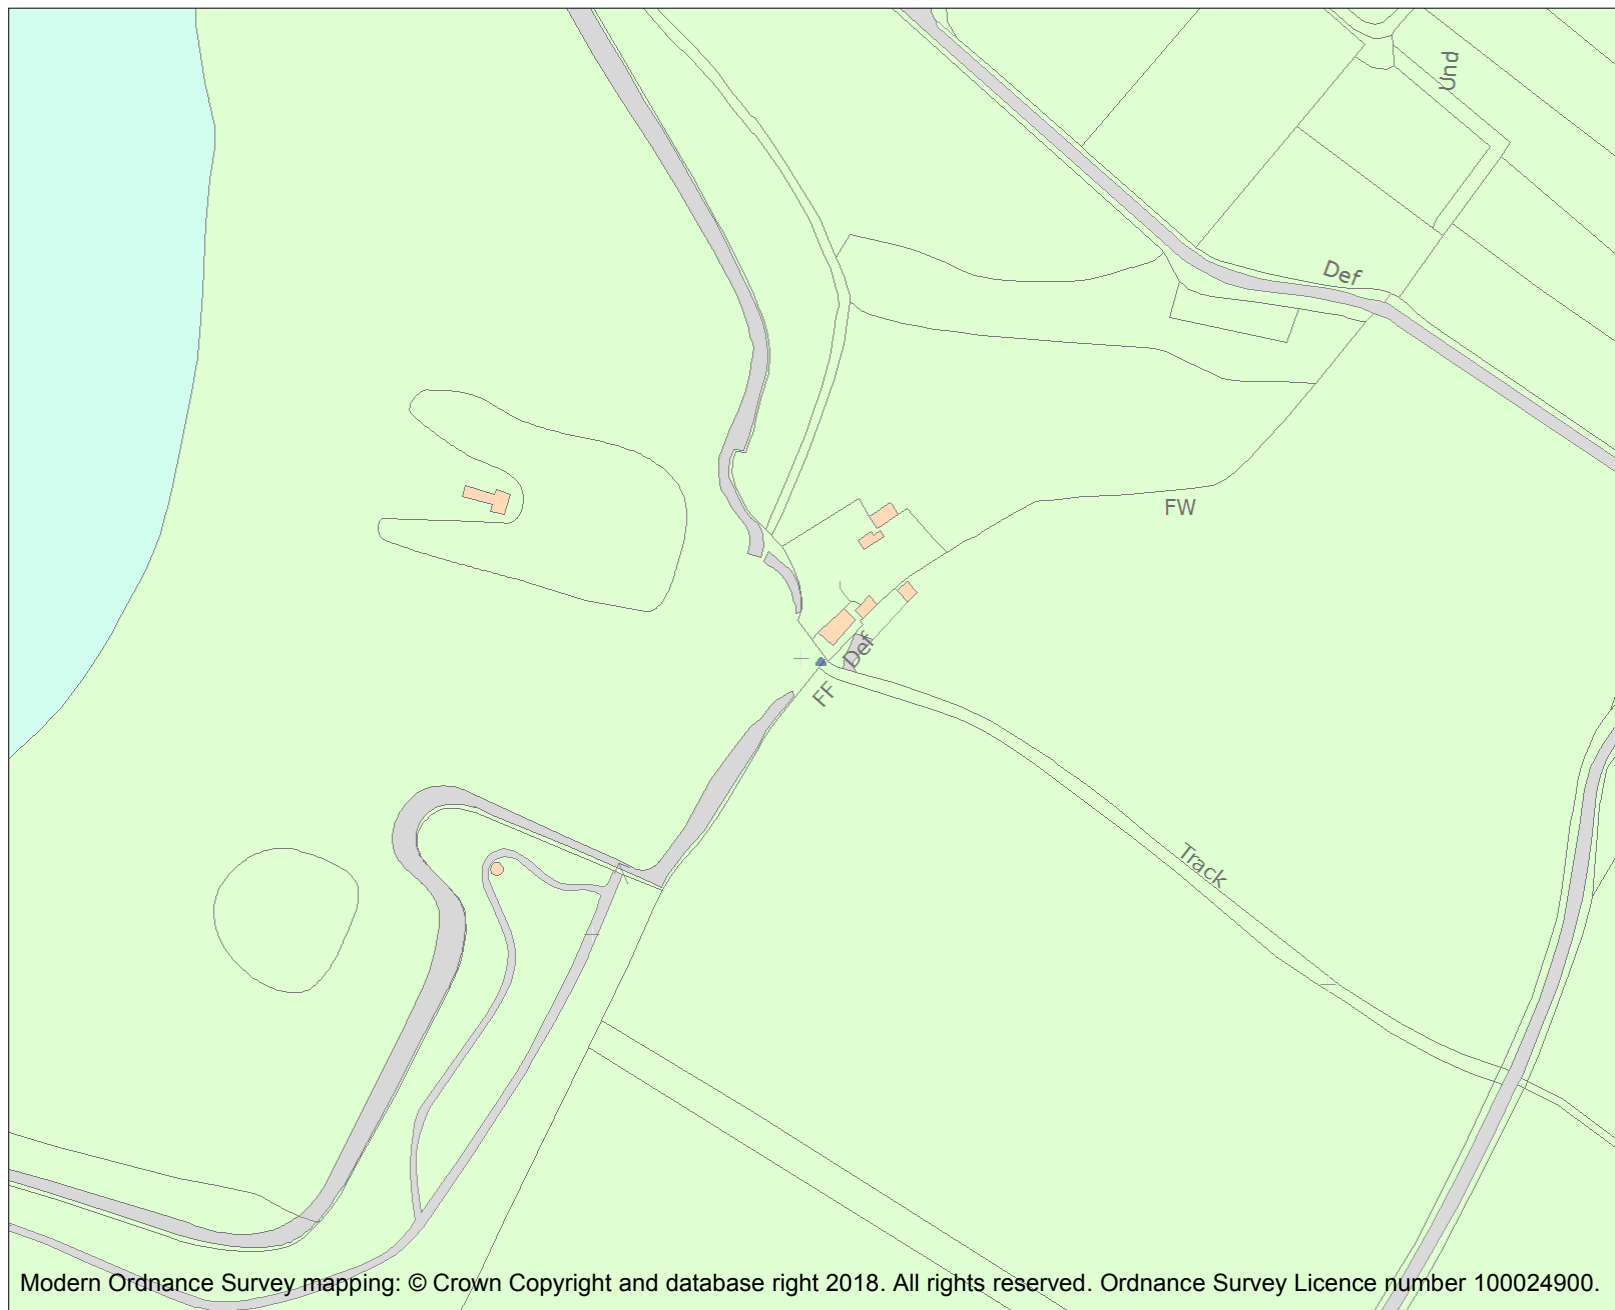 Und
Def
FW
Def
FF
Track
Modern Ordnance Survey mapping: © Crown Copyright and database right 2018. All rights reserved. Ordnance Survey Licence number 100024900.